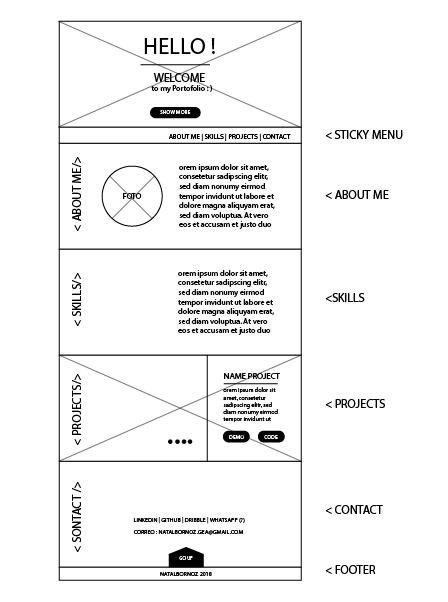 HELLO !
WELCOME
to my Portofolio : )
SHOW MORE
ABOUT ME | SKILLS | PROJECTS | CONTACT
< STICKY MENU
< ABOUT ME/>
FOTO
orem ipsum dolor sit amet,
consetetur sadipscing elitr,
sed diam nonumy eirmod
tempor invidunt ut labore et
dolore magna aliquyam erat,
sed diam voluptua. At vero
eos et accusam et justo duo
< ABOUT ME
< SKILLS/>
orem ipsum dolor sit amet,
consetetur sadipscing elitr,
sed diam nonumy eirmod
tempor invidunt ut labore et
dolore magna aliquyam erat,
sed diam voluptua. At vero
eos et accusam et justo duo
<SKILLS
< PROJECTS/>
NAME PROJECT
orem ipsum dolor sit
amet, consetetur
sadipscing elitr, sed
diam nonumy eirmod
tempor invidunt ut
DEMO
CODE
< PROJECTS
< SONTACT />
LINKEDIN | GITHUB | DRIBBLE | WHATSAPP (?)
CORREO : NATALBORNOZ.GEA@GMAIL.COM
GO UP
< CONTACT
NATALBORNOZ 2018
< FOOTER